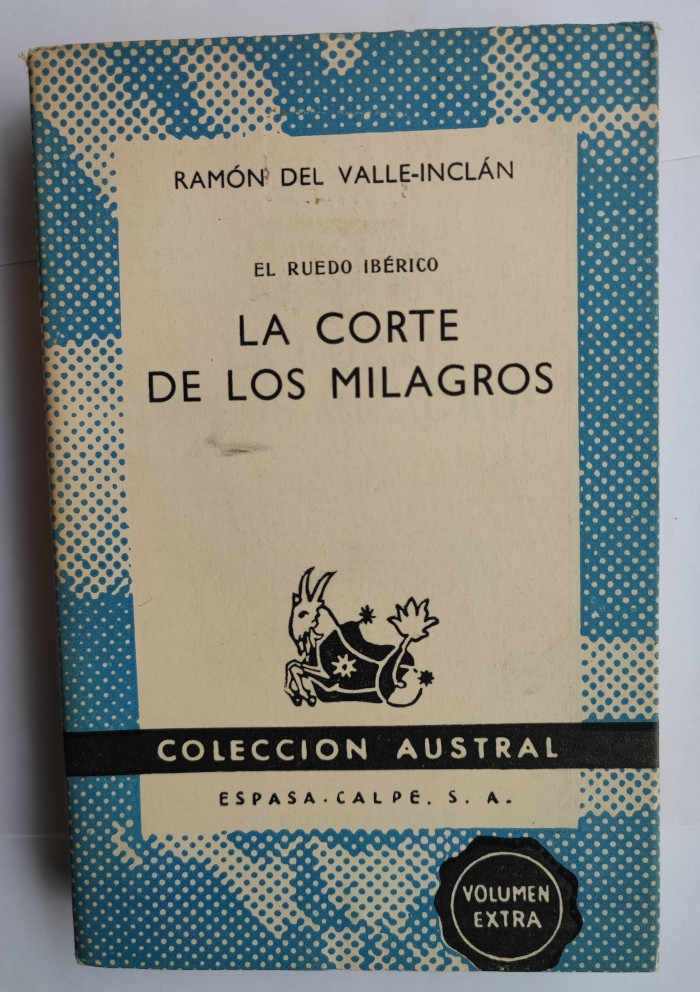 RAMÓN DEL VALLE-INCLÁN
EL RUEDO IBÉRICO
LA CORTE
DE LOS MILAGROS
COLECCION AUSTRAL
ESPASA-CALPE. S. A.
VOLUMEN
EXTRA